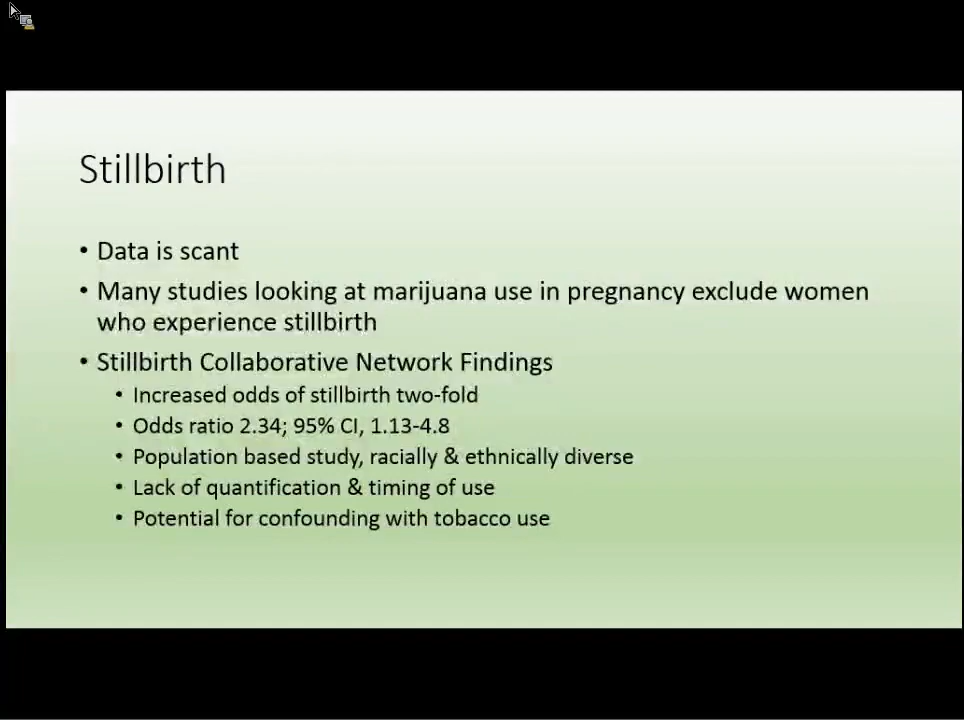 Stillbirth
• Data is scant
• Many studies looking at marijuana use in pregnancy exclude women
who experience stillbirth
• Stillbirth Collaborative Network Findings
• Increased odds of stillbirth two-fold
• Odds ratio 2.34; 95% CI, 1.13-4.8
• Population based study, racially & ethnically diverse
• Lack of quantification & timing of use
• Potential for confounding with tobacco use